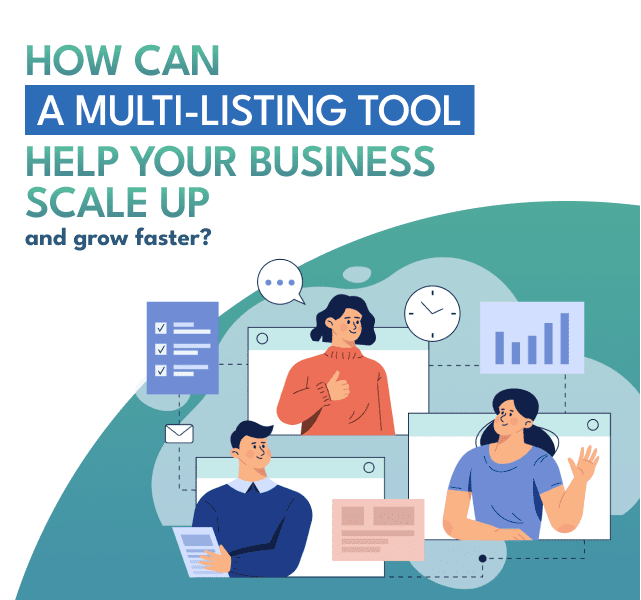 HOW CAN
A MULTI-LISTING TOOL
HELP YOUR BUSINESS
SCALE UP
and grow faster?